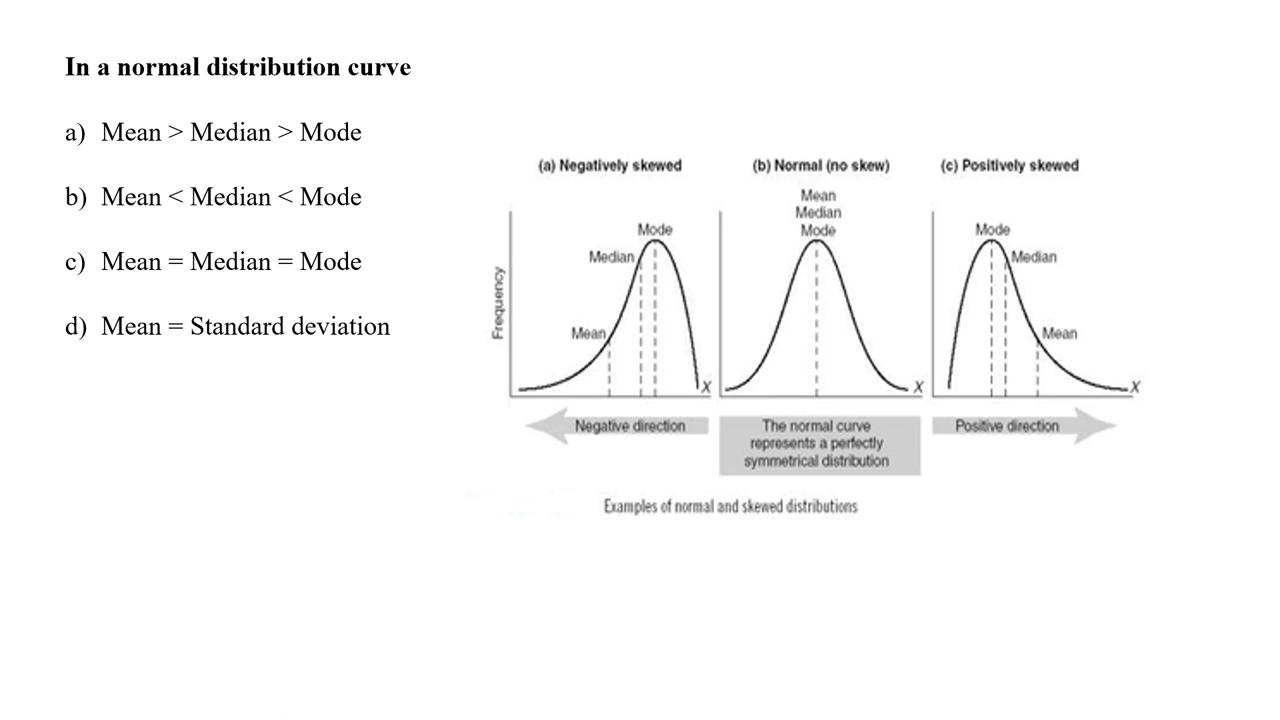 In a normal distribution curve
a) Mean > Median > Mode
b) Mean < Median < Mode
c) Mean = Median = Mode
d) Mean = Standard deviation
(a) Negatively skewed
Frequency
Mode
Median
Mean
X
Negative direction
(b) Normal (no skew)
Mean
Median
Mode
X
The normal curve
represents a perfectly
symmetrical distribution
(c) Positively skewed
Mode
Median
Mean
X
Positive direction
Examples of normal and skewed distributions